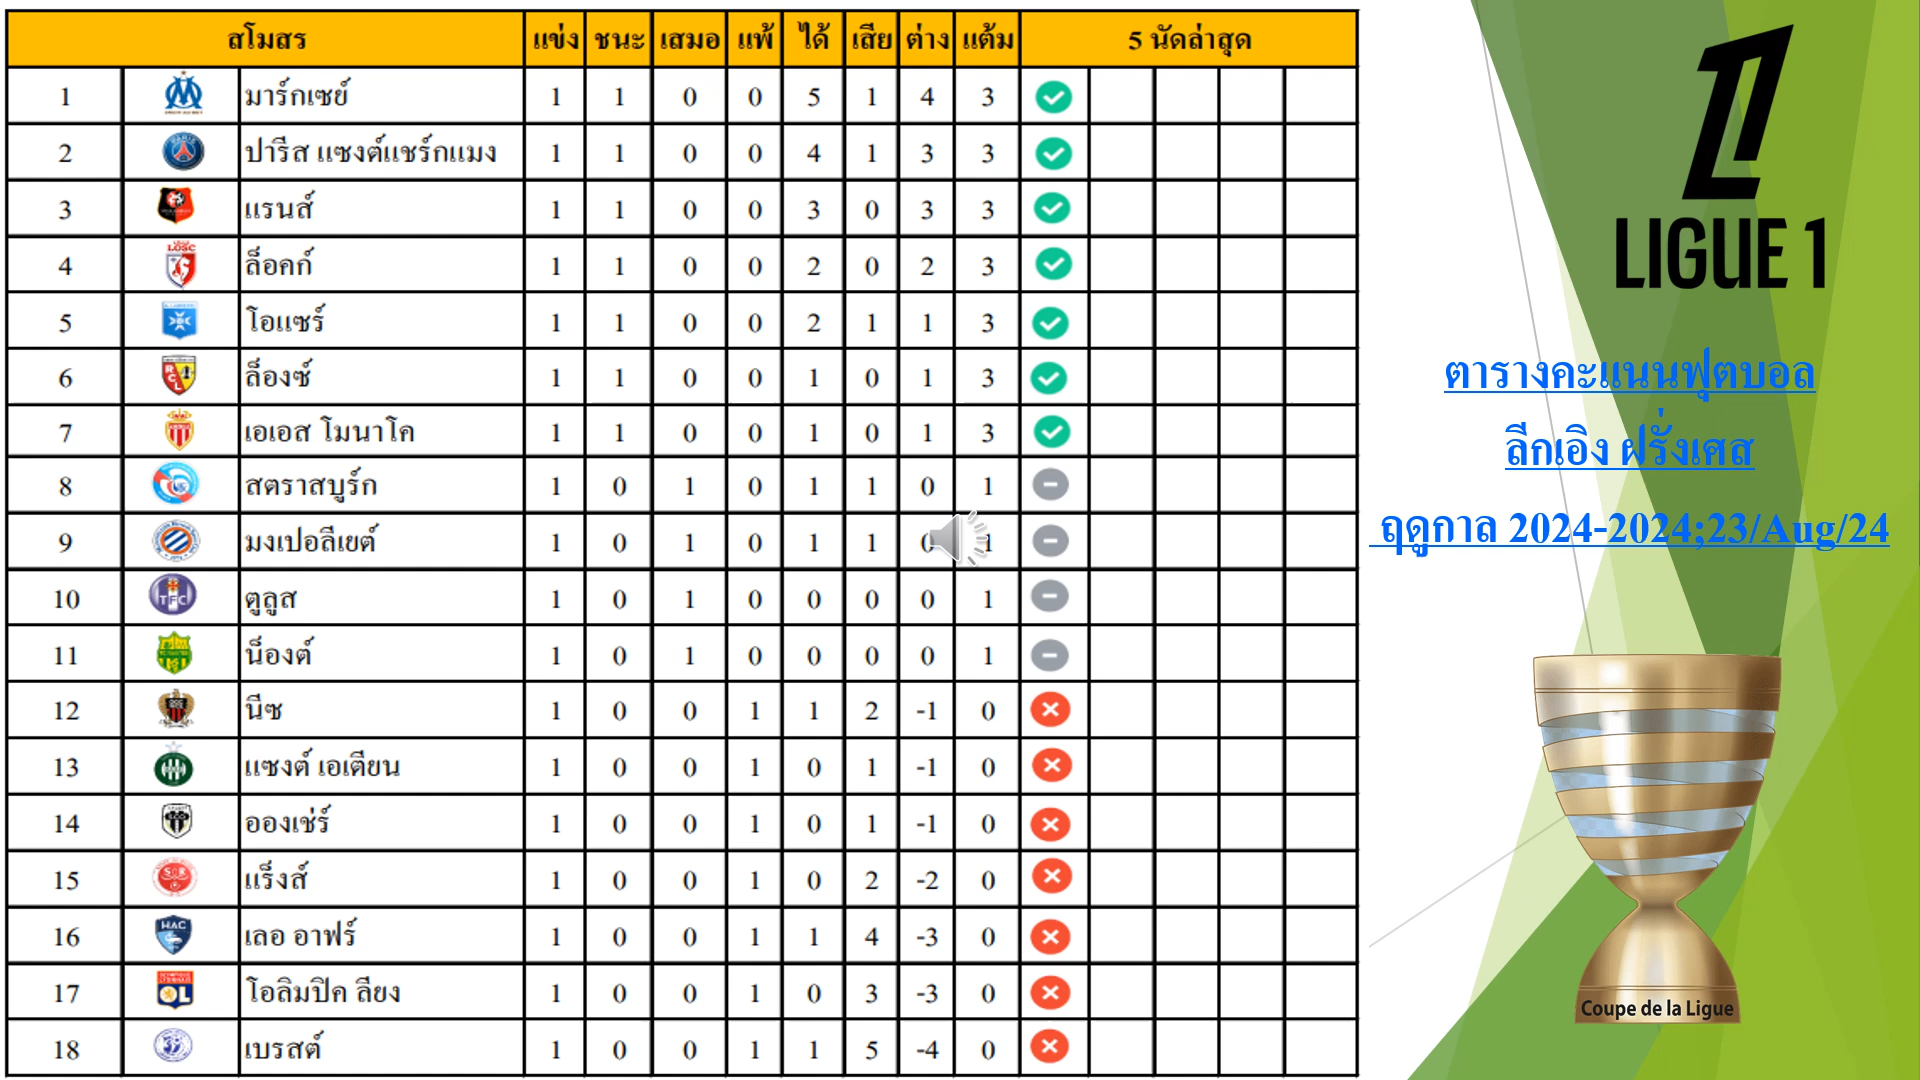 สโมสร แข่ง ชนะ เสมอ แพ้ ได้ เสีย ต่าง แต้ม 5 นัดล่าสุด
1 มาร์กเซย์ 1 1 0 0 5 1 4 3
2 ปารีส แซงต์แชร์กแมง 1 1 0 0 4 1 3 3
3 แรนส์ 1 1 0 0 3 0 3 3
4 LOSC ล็อคก์ 1 1 0 0 2 0 2 3
5 โอแซร์ 1 1 0 0 2 1 1 3
6 RCL ล็องซ์ 1 1 0 0 1 0 1 3
7 เอเอส โมนาโค 1 1 0 0 1 0 1 3
8 สตราสบูร์ก 1 0 1 0 1 1 0 1
9 มงเปอลีเยต์ 1 0 1 0 1 1 0 1
10 TFC ตูลูส 1 0 1 0 0 0 0 1
11 น็องต์ 1 0 1 0 0 0 0 1
12 นีซ 1 0 0 1 1 2 -1 0
13 แซงต์ เอเตียน 1 0 0 1 0 1 -1 0
14 อองเช่ร์ 1 0 0 1 0 1 -1 0
15 แร็งส์ 1 0 0 1 0 2 -2 0
16 HAC เลอ อาฟร์ 1 0 0 1 1 4 -3 0
17 OL โอลิมปิค ลียง 1 0 0 1 0 3 -3 0
18 เบรสต์ 1 0 0 1 1 5 -4 0
LIGUE 1
ตารางคะแนนฟุตบอล
ลีกเอิง ฝรั่งเศส
ฤดูกาล 2024-2024;23/Aug/24
Coupe de la Ligue